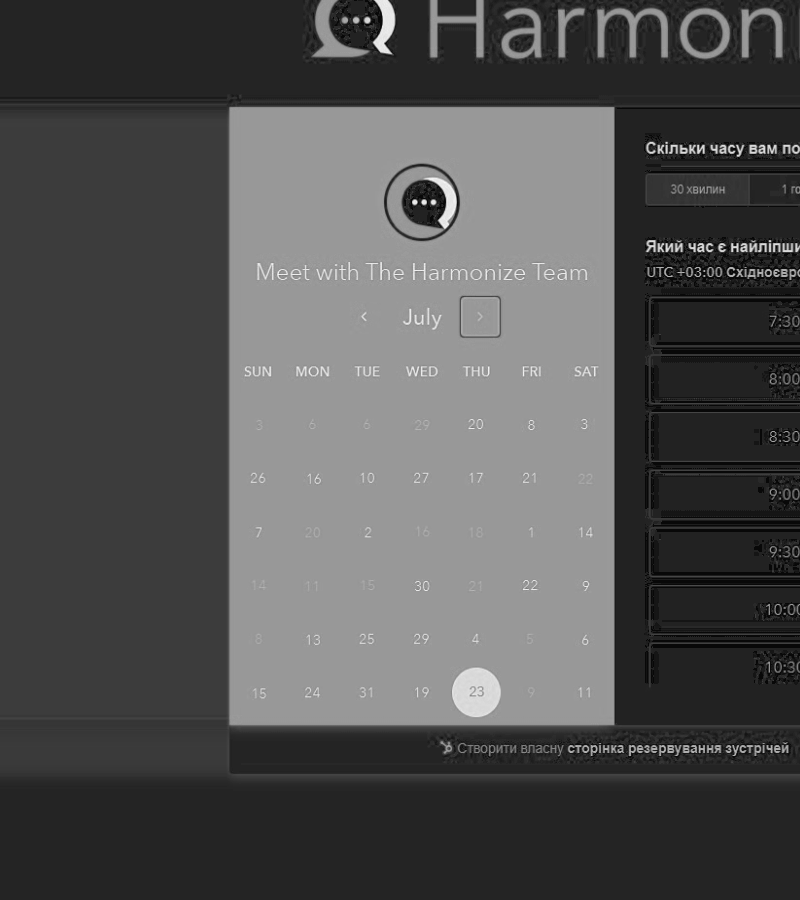 Harmon
Meet with The Harmonize Team
July
SUN MON TUE WED THU FRI SAT
3 6 6 29 20 8 3
26 16 10 27 17 21 22
7 20 2 16 18 1 14
14 11 15 30 21 22 9
8 13 25 29 4 5 6
15 24 31 19 23 9 11
Скільки часу вам по
30 хвилин 1 го
Який час є найліпши
UTC +03:00 Східноєвро
7:30
8:00
8:30
9:00
9:30
10:00
10:30
Створити власну сторінка резервування зустрічей